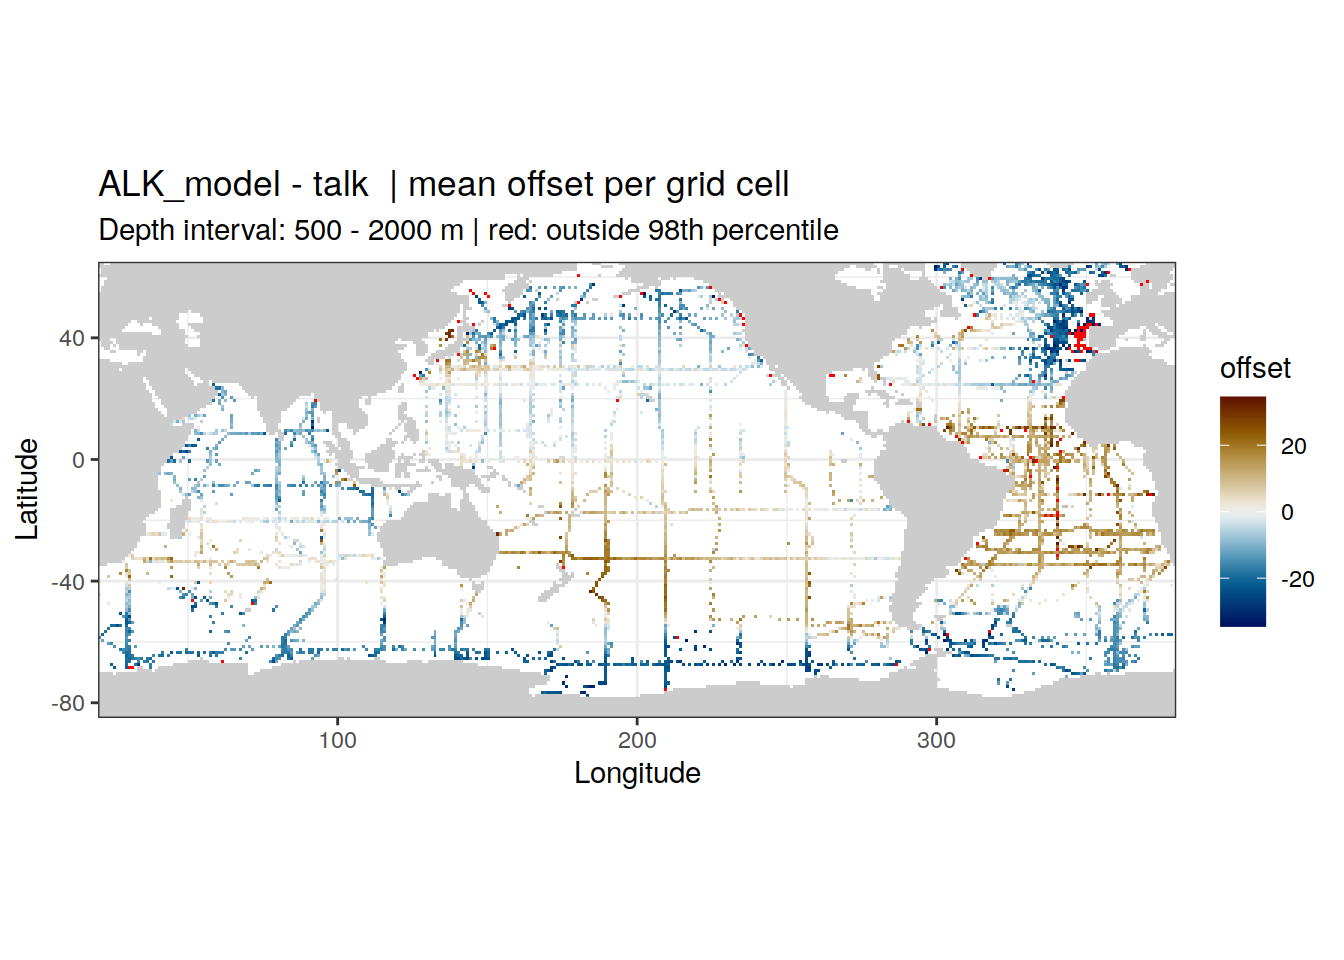 ALK_model - talk  | mean offset per grid cell
Depth interval: 500 - 2000 m | red: outside 98th percentile
offset
20
0
-20
40
0
-40
-80
Latitude
100
200
300
Longitude